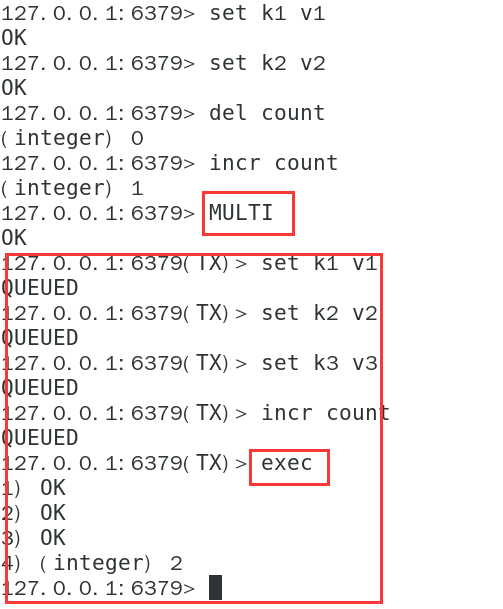 127.0.0.1:6379> set k1 v1
OK
127.0.0.1:6379> set k2 v2
OK
127.0.0.1:6379> del count
(integer) 0
127.0.0.1:6379> incr count
(integer) 1
127.0.0.1:6379> MULTI
OK
127.0.0.1:6379(TX)> set k1 v1
QUEUED
127.0.0.1:6379(TX)> set k2 v2
QUEUED
127.0.0.1:6379(TX)> set k3 v3
QUEUED
127.0.0.1:6379(TX)> incr count
QUEUED
127.0.0.1:6379(TX)> exec
1) OK
2) OK
3) OK
4) (integer) 2
127.0.0.1:6379>